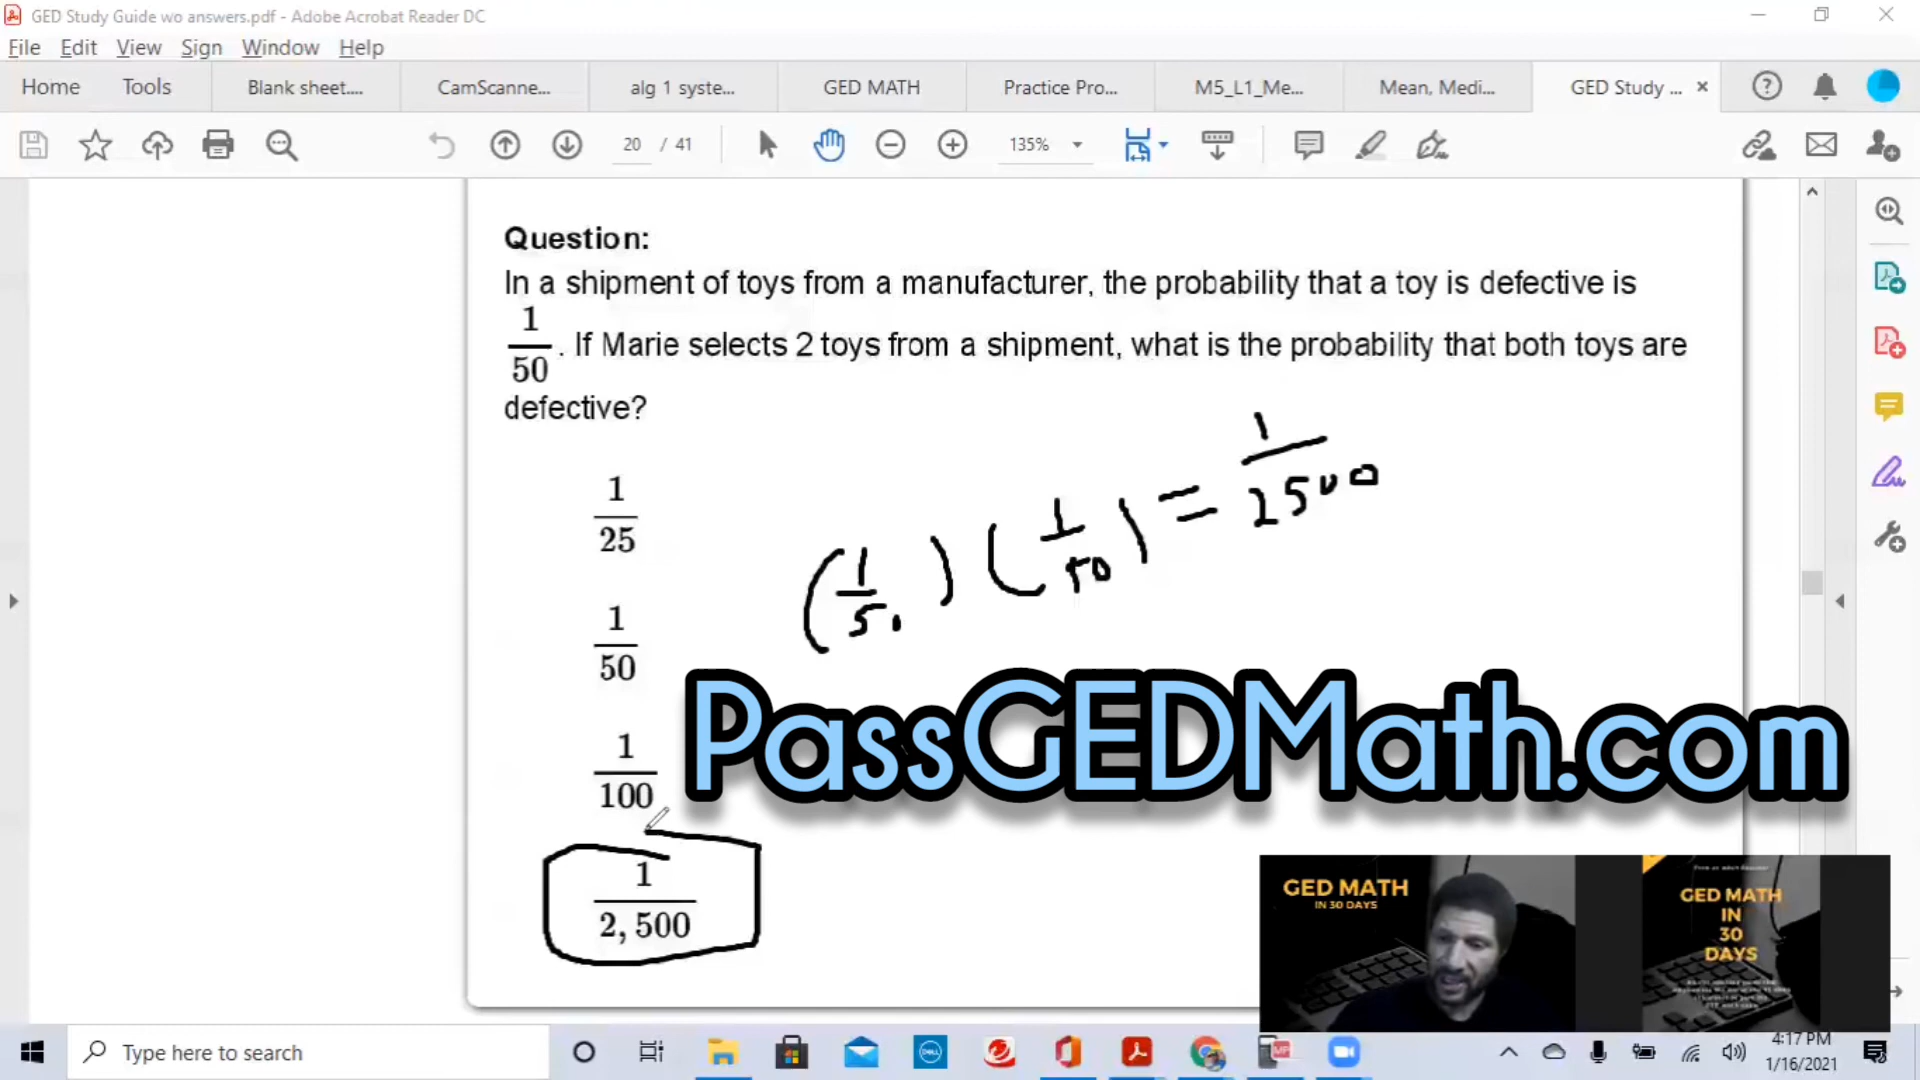 GED Study Guide wo answers.pdf - Adobe Acrobat Reader DC
File Edit View Sign Window Help
Home Tools Blank sheet.... CamScanne... alg 1 syste... GED MATH Practice Pro... M5_L1_Me... Mean, Medi... GED Study ... ×
20 / 41 135%
Question:
In a shipment of toys from a manufacturer, the probability that a toy is defective is
1/50. If Marie selects 2 toys from a shipment, what is the probability that both toys are
defective?
1/25
(1/50)(1/50) = 1/2500
1/50
1/100
PassGEDMath.com
1/2,500
GED MATH
IN 30 DAYS
GED MATH
IN
30
DAYS
Type here to search
4:17 PM
1/16/2021